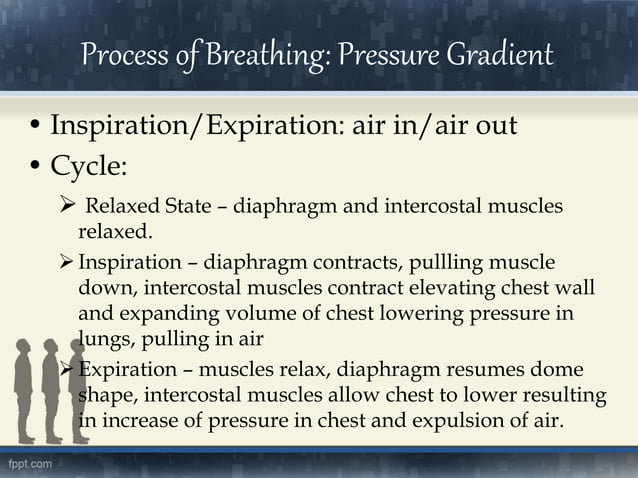 Process of Breathing: Pressure Gradient
• Inspiration/Expiration: air in/air out
• Cycle:
➢ Relaxed State – diaphragm and intercostal muscles
relaxed.
➢ Inspiration – diaphragm contracts, pullling muscle
down, intercostal muscles contract elevating chest wall
and expanding volume of chest lowering pressure in
lungs, pulling in air
➢ Expiration – muscles relax, diaphragm resumes dome
shape, intercostal muscles allow chest to lower resulting
in increase of pressure in chest and expulsion of air.
fppt.com